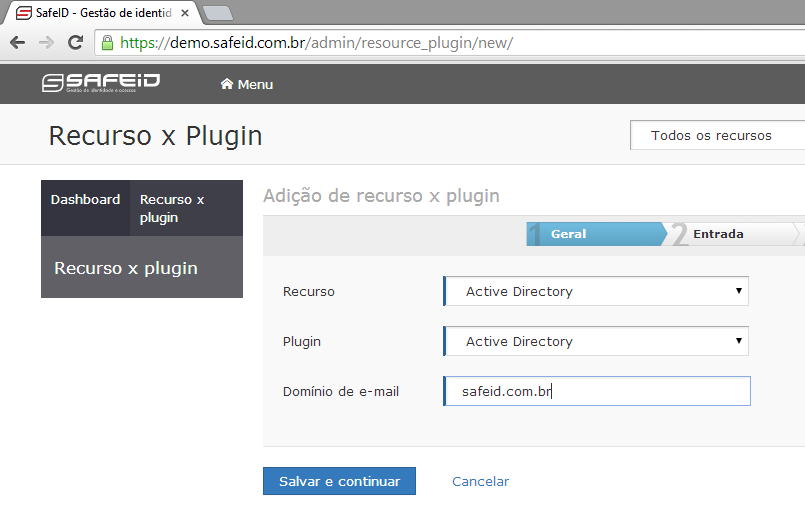 SafeID - Gestão de identid
https://demo.safeid.com.br/admin/resource_plugin/new/
SAFEID
Gestão de identidade e acessos
Menu
Recurso x Plugin
Todos os recursos
Dashboard
Recurso x
plugin
Recurso x plugin
Adição de recurso x plugin
1 Geral
2 Entrada
Recurso
Active Directory
Plugin
Active Directory
Domínio de e-mail
safeid.com.br
Salvar e continuar
Cancelar